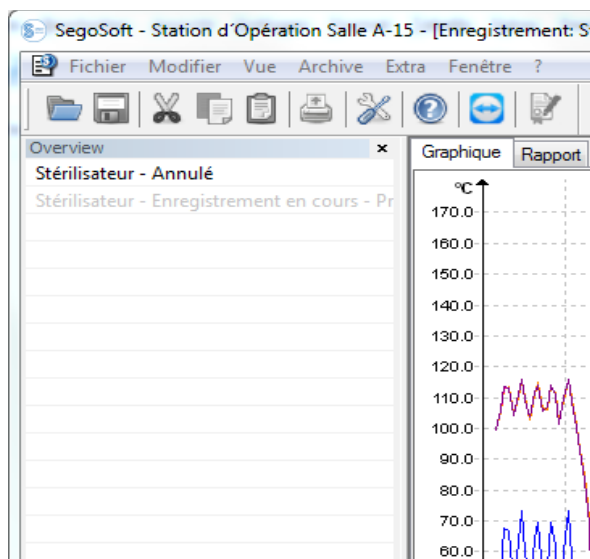 SegoSoft - Station d´Opération Salle A-15 - [Enregistrement: S
Fichier Modifier Vue Archive Extra Fenêtre ?
Overview
Stérilisateur - Annulé
Stérilisateur - Enregistrement en cours - Pr
Graphique Rapport
°C
170.0
160.0
150.0
140.0
130.0
120.0
110.0
100.0
90.0
80.0
70.0
60.0